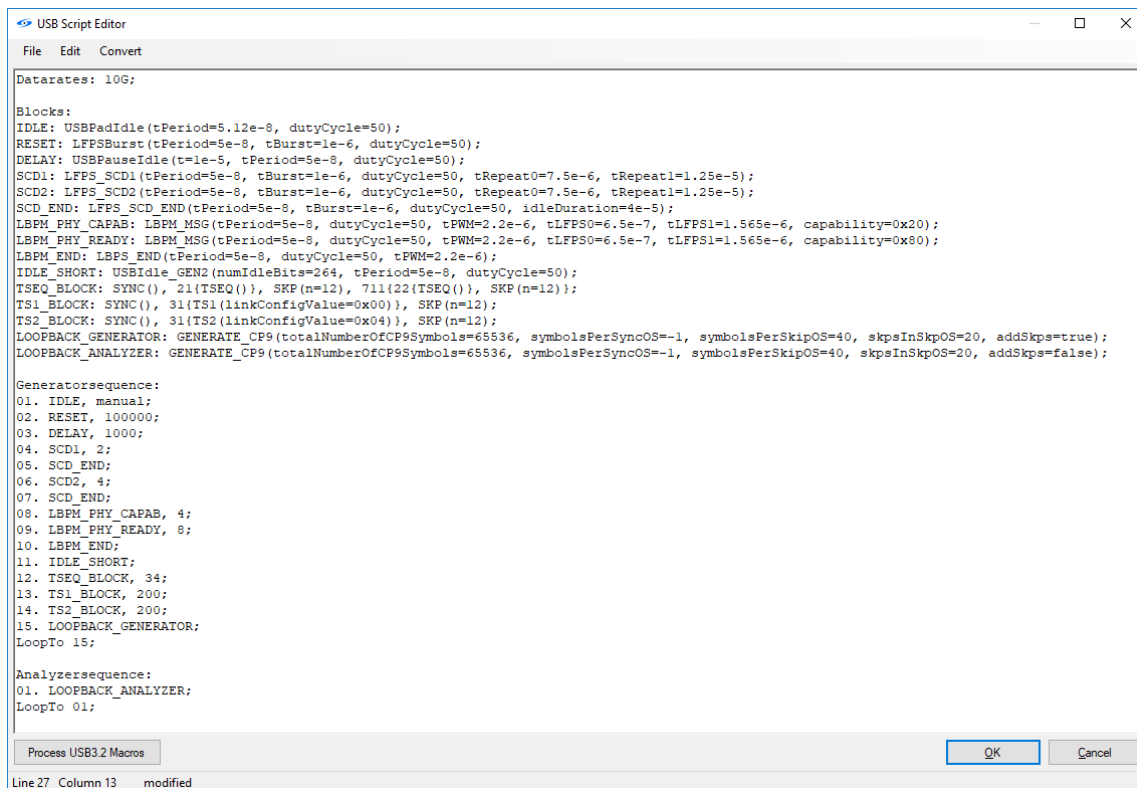 USB Script Editor
File Edit Convert
Datarates: 10G;
Blocks:
IDLE: USBPadIdle(tPeriod=5.12e-8, dutyCycle=50);
RESET: LFPSBurst(tPeriod=5e-8, tBurst=1e-6, dutyCycle=50);
DELAY: USBPauseIdle(t=1e-5, tPeriod=5e-8, dutyCycle=50);
SCD1: LFPS_SCD1(tPeriod=5e-8, tBurst=1e-6, dutyCycle=50, tRepeat0=7.5e-6, tRepeat1=1.25e-5);
SCD2: LFPS_SCD2(tPeriod=5e-8, tBurst=1e-6, dutyCycle=50, tRepeat0=7.5e-6, tRepeat1=1.25e-5);
SCD_END: LFPS_SCD_END(tPeriod=5e-8, tBurst=1e-6, dutyCycle=50, idleDuration=4e-5);
LBPM_PHY_CAPAB: LBPM_MSG(tPeriod=5e-8, dutyCycle=50, tPWM=2.2e-6, tLFPS0=6.5e-7, tLFPS1=1.565e-6, capability=0x20);
LBPM_PHY_READY: LBPM_MSG(tPeriod=5e-8, dutyCycle=50, tPWM=2.2e-6, tLFPS0=6.5e-7, tLFPS1=1.565e-6, capability=0x80);
LBPM_END: LBPS_END(tPeriod=5e-8, dutyCycle=50, tPWM=2.2e-6);
IDLE_SHORT: USBIdle_GEN2(numIdleBits=264, tPeriod=5e-8, dutyCycle=50);
TSEQ_BLOCK: SYNC(), 21{TSEQ()}, SKP(n=12), 711{22{TSEQ()}, SKP(n=12)};
TS1_BLOCK: SYNC(), 31{TS1(linkConfigValue=0x00)}, SKP(n=12);
TS2_BLOCK: SYNC(), 31{TS2(linkConfigValue=0x04)}, SKP(n=12);
LOOPBACK_GENERATOR: GENERATE_CP9(totalNumberOfCP9Symbols=65536, symbolsPerSyncOS=-1, symbolsPerSkipOS=40, skpsInSkpOS=20, addSkps=true);
LOOPBACK_ANALYZER: GENERATE_CP9(totalNumberOfCP9Symbols=65536, symbolsPerSyncOS=-1, symbolsPerSkipOS=40, skpsInSkpOS=20, addSkps=false);
Generatorsequence:
01. IDLE, manual;
02. RESET, 100000;
03. DELAY, 1000;
04. SCD1, 2;
05. SCD_END;
06. SCD2, 4;
07. SCD_END;
08. LBPM_PHY_CAPAB, 4;
09. LBPM_PHY_READY, 8;
10. LBPM_END;
11. IDLE_SHORT;
12. TSEQ_BLOCK, 34;
13. TS1_BLOCK, 200;
14. TS2_BLOCK, 200;
15. LOOPBACK_GENERATOR;
LoopTo 15;
Analyzersequence:
01. LOOPBACK_ANALYZER;
LoopTo 01;
Process USB3.2 Macros
OK
Cancel
Line 27 Column 13 modified